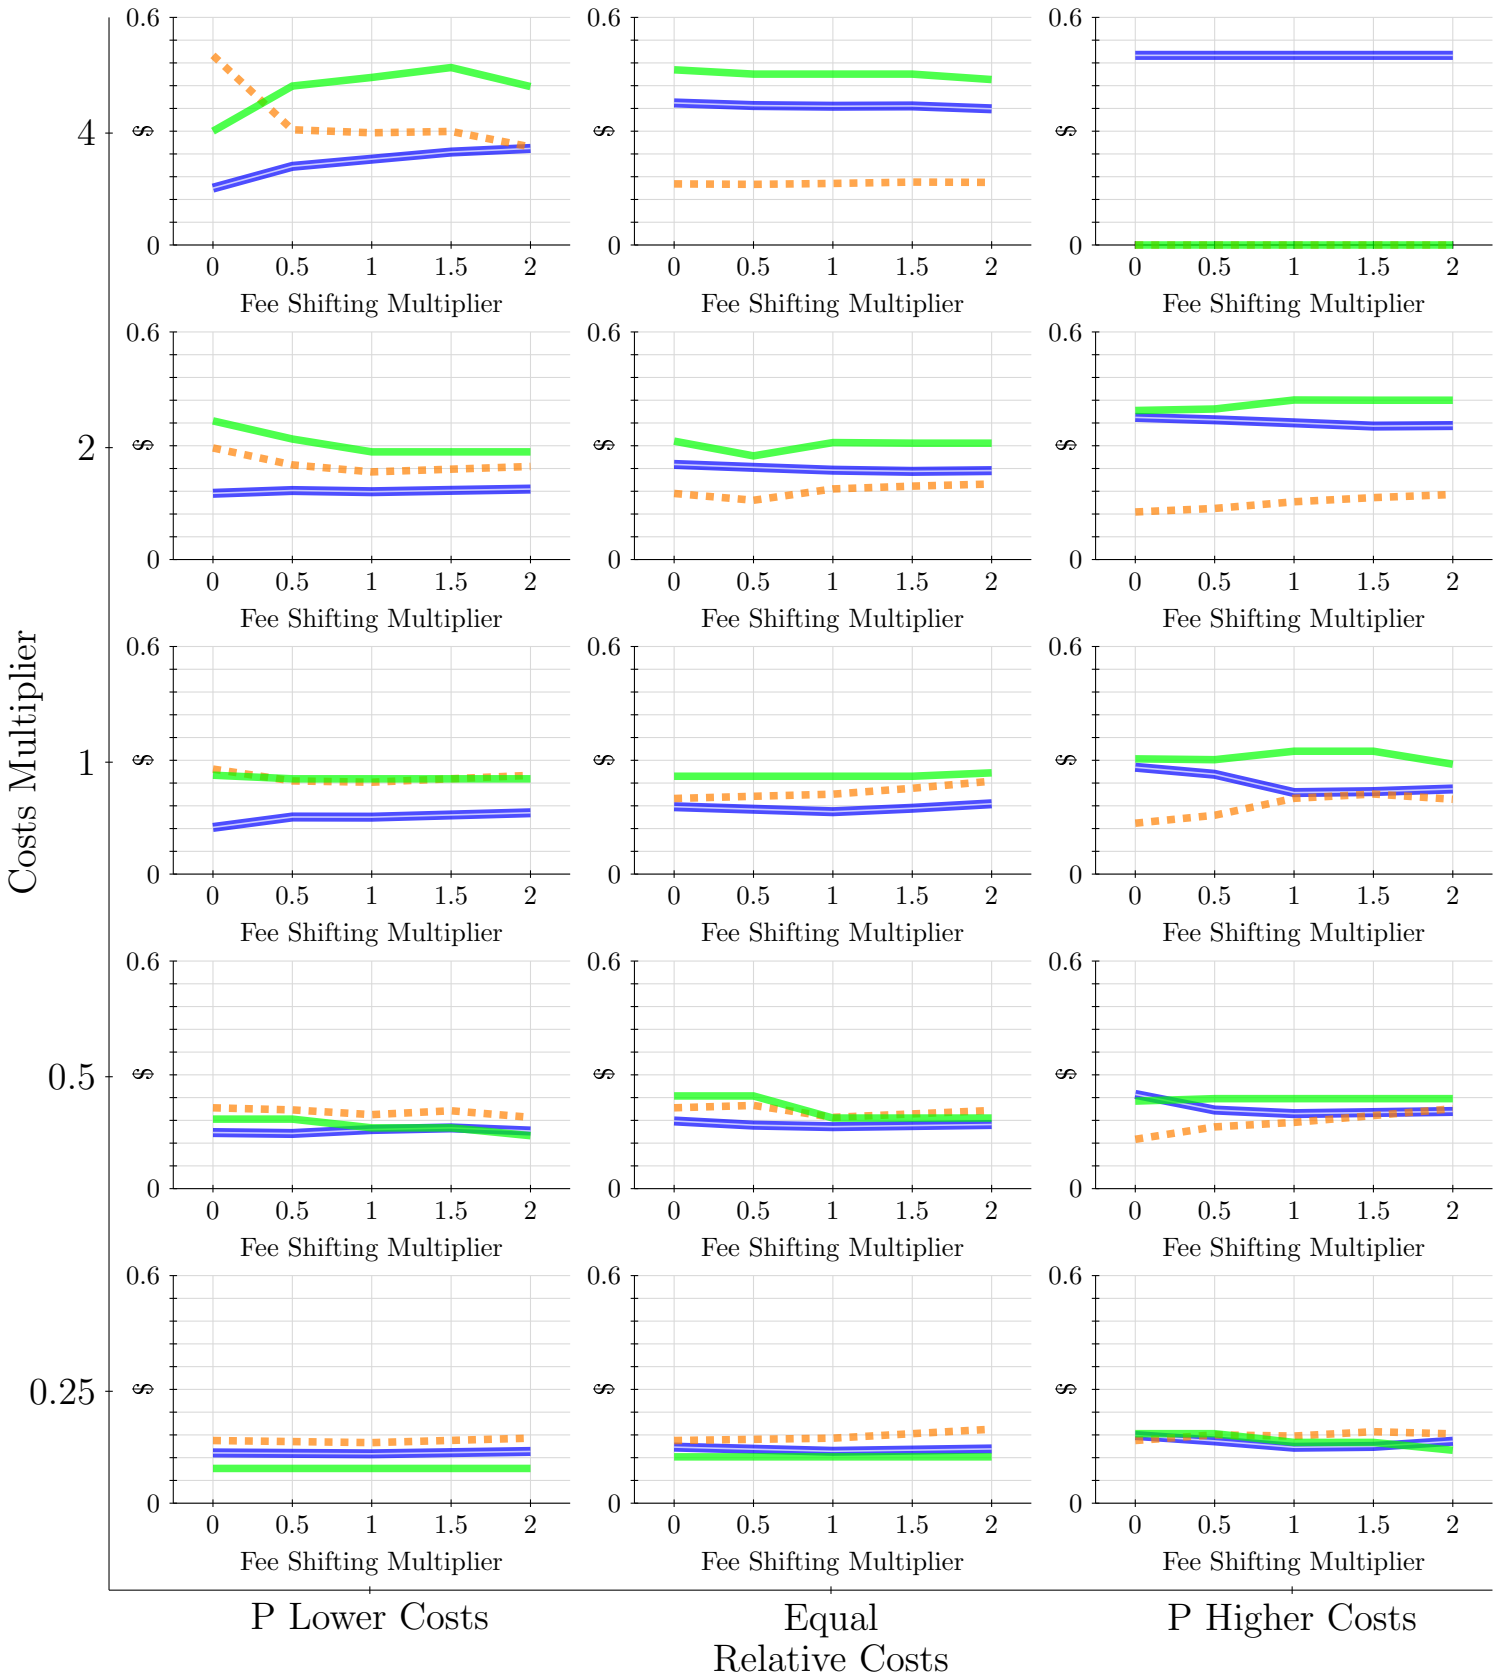 0.6 0.6 0.6
4 $ $ $
0 0 0
0 0.5 1 1.5 2 0 0.5 1 1.5 2 0 0.5 1 1.5 2
Fee Shifting Multiplier Fee Shifting Multiplier Fee Shifting Multiplier
0.6 0.6 0.6
2 $ $ $
0 0 0
0 0.5 1 1.5 2 0 0.5 1 1.5 2 0 0.5 1 1.5 2
Fee Shifting Multiplier Fee Shifting Multiplier Fee Shifting Multiplier
Costs Multiplier
0.6 0.6 0.6
1 $ $ $
0 0 0
0 0.5 1 1.5 2 0 0.5 1 1.5 2 0 0.5 1 1.5 2
Fee Shifting Multiplier Fee Shifting Multiplier Fee Shifting Multiplier
0.6 0.6 0.6
0.5 $ $ $
0 0 0
0 0.5 1 1.5 2 0 0.5 1 1.5 2 0 0.5 1 1.5 2
Fee Shifting Multiplier Fee Shifting Multiplier Fee Shifting Multiplier
0.6 0.6 0.6
0.25 $ $ $
0 0 0
0 0.5 1 1.5 2 0 0.5 1 1.5 2 0 0.5 1 1.5 2
Fee Shifting Multiplier Fee Shifting Multiplier Fee Shifting Multiplier
P Lower Costs Equal P Higher Costs
Relative Costs